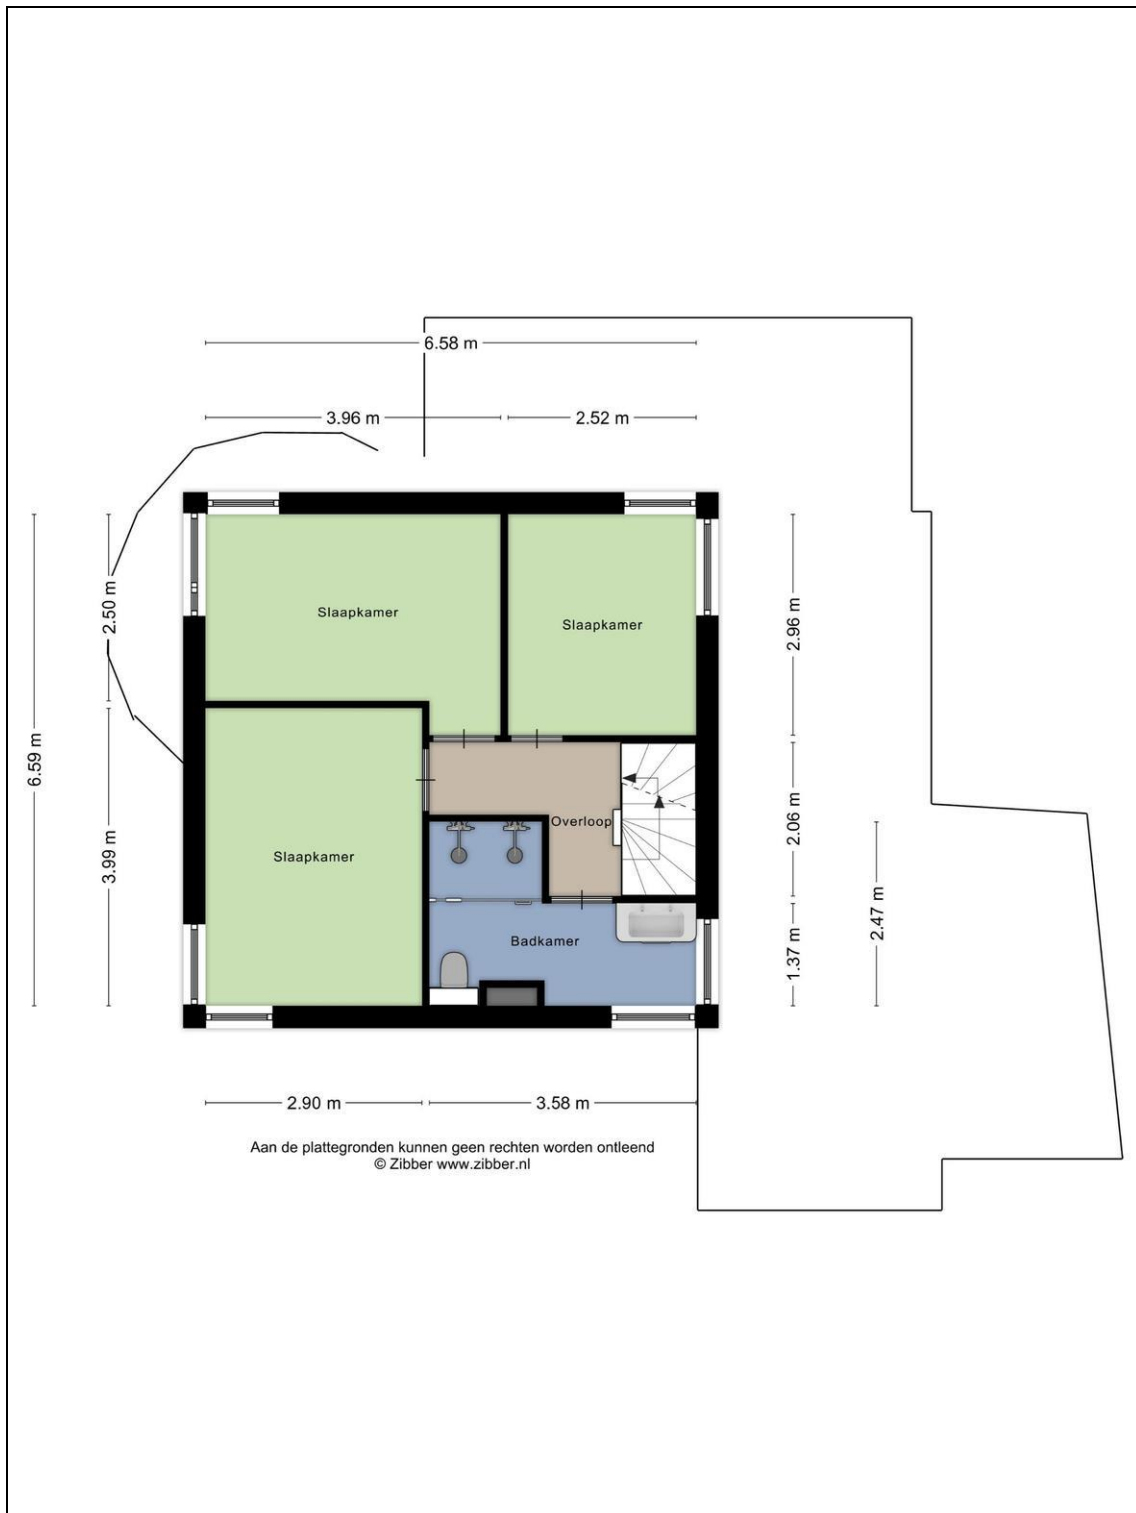 6.58 m
3.96 m
2.52 m
2.50 m
6.59 m
3.99 m
2.96 m
2.06 m
1.37 m
2.47 m
Slaapkamer
Slaapkamer
Overloop
Slaapkamer
Badkamer
2.90 m
3.58 m
Aan de plattegronden kunnen geen rechten worden ontleend
© Zibber www.zibber.nl